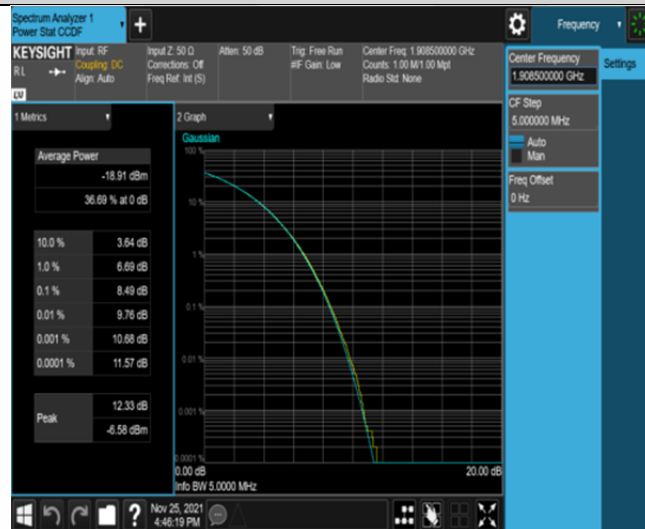 Spectrum Analyzer 1
Power Stat CCDF
+
Frequency
KEYSIGHT
R L
LXI
Input: RF
Coupling: DC
Align: Auto
Input Z: 50 Ω
Corrections: Off
Freq Ref: Int (S)
Atten: 50 dB
Trig: Free Run
#IF Gain: Low
Center Freq: 1.908500000 GHz
Counts: 1.00 M/1.00 Mpt
Radio Std: None
Center Frequency
1.908500000 GHz
Settings
CF Step
5.000000 MHz
Auto
Man
Freq Offset
0 Hz
1 Metrics
Average Power
-18.91 dBm
36.69 % at 0 dB
10.0 % 3.64 dB
1.0 % 6.69 dB
0.1 % 8.49 dB
0.01 % 9.76 dB
0.001 % 10.68 dB
0.0001 % 11.57 dB
Peak
12.33 dB
-6.58 dBm
2 Graph
Gaussian
100 %
10 %
1 %
0.1 %
0.01 %
0.001 %
0.0001 %
0.00 dB 20.00 dB
Info BW 5.0000 MHz
?
Nov 25, 2021
4:46:19 PM